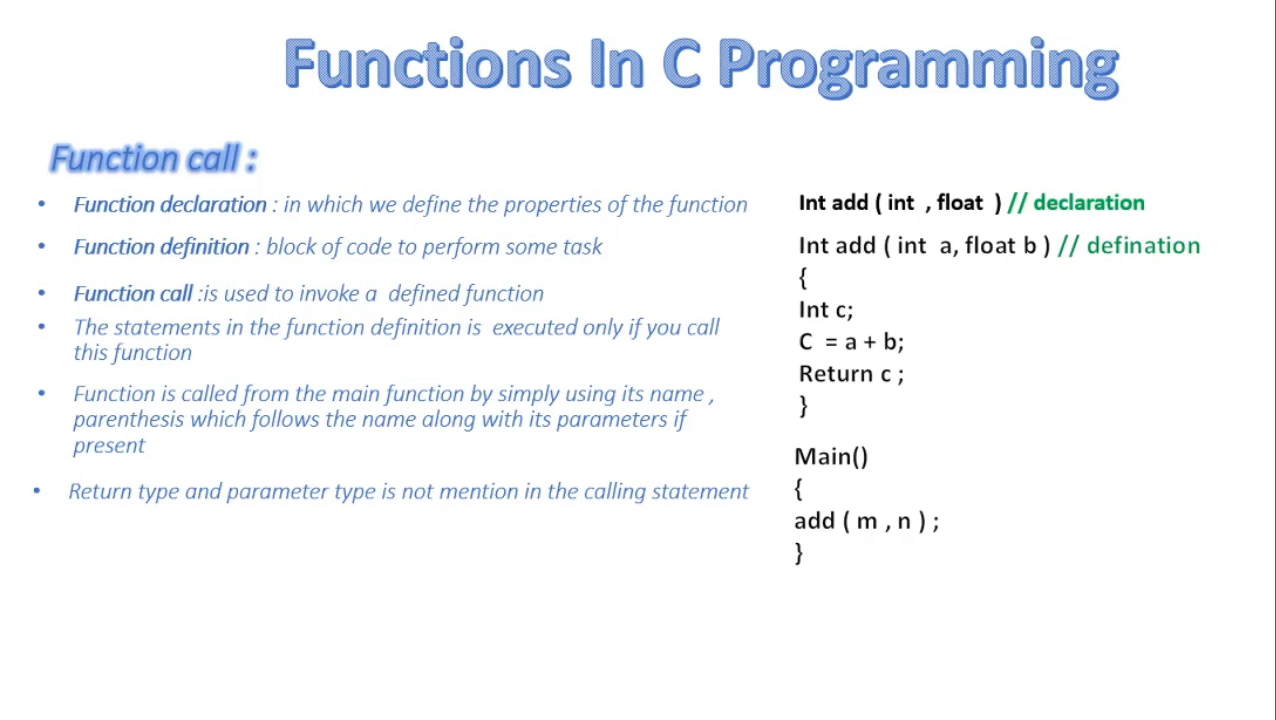 Functions In C Programming
Function call :
• Function declaration : in which we define the properties of the function
• Function definition : block of code to perform some task
• Function call :is used to invoke a defined function
• The statements in the function definition is executed only if you call
this function
• Function is called from the main function by simply using its name ,
parenthesis which follows the name along with its parameters if
present
• Return type and parameter type is not mention in the calling statement
Int add ( int , float ) // declaration
Int add ( int a, float b ) // defination
{
Int c;
C = a + b;
Return c ;
}
Main()
{
add ( m , n ) ;
}